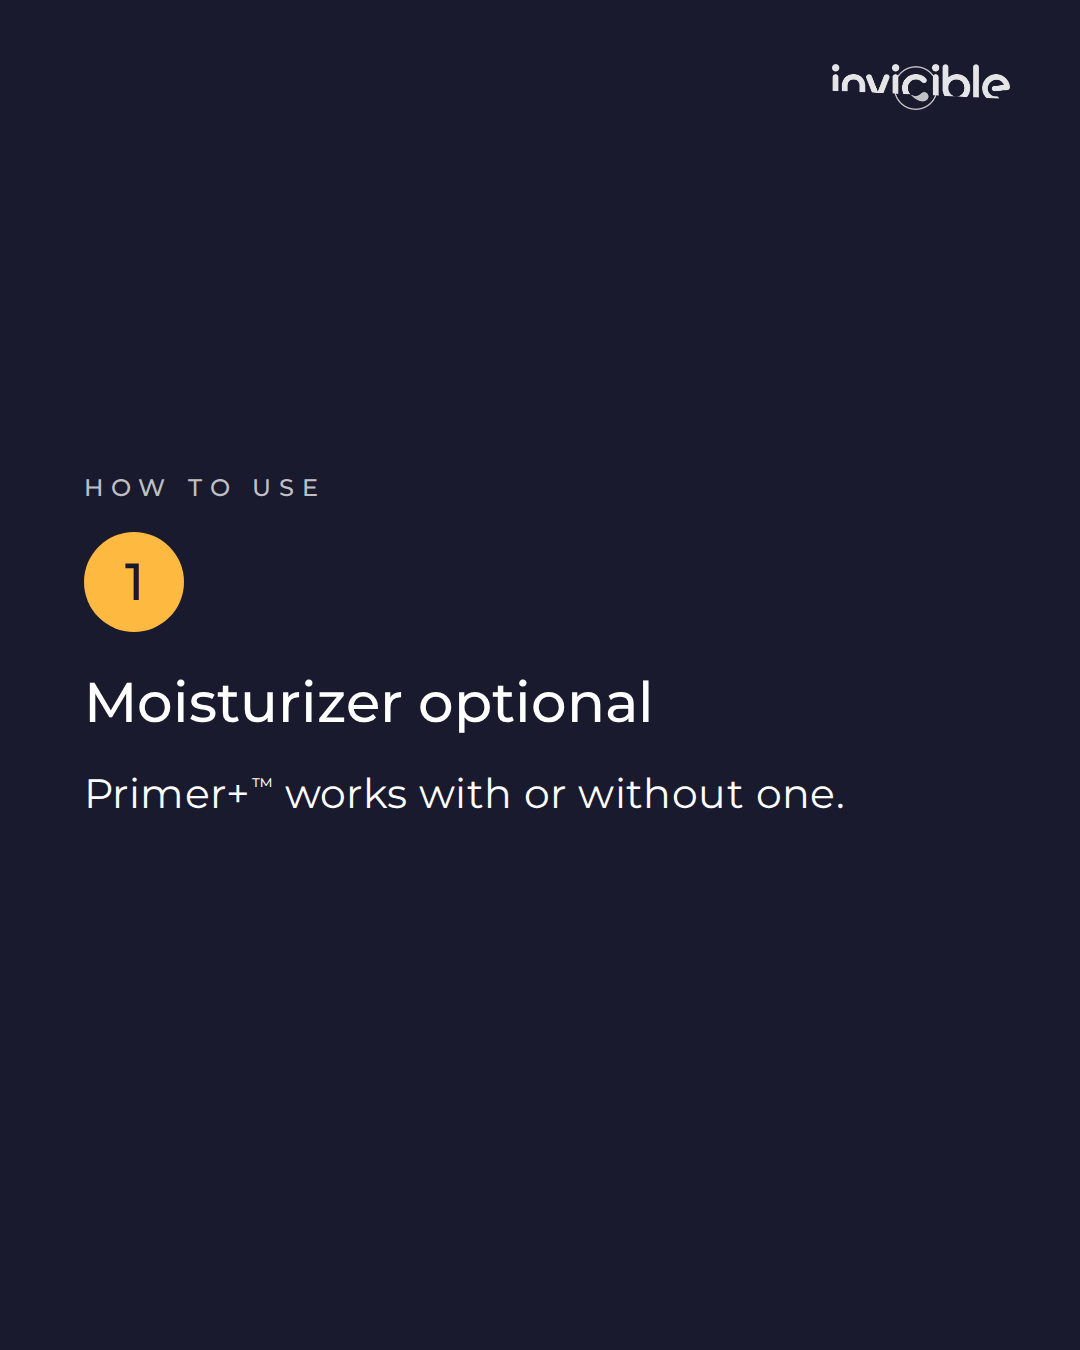 invicible
HOW TO USE
1
Moisturizer optional
Primer+™ works with or without one.